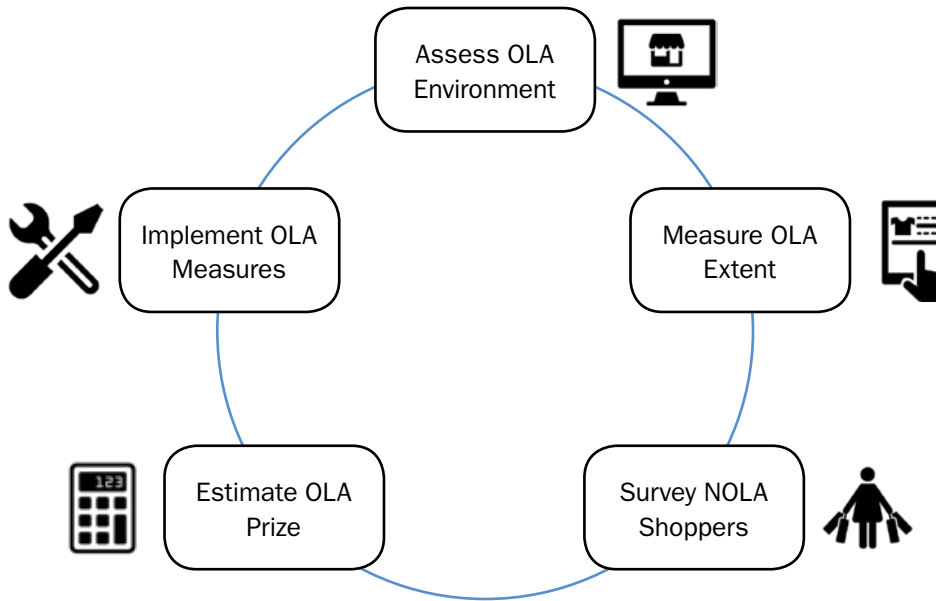 Assess OLA
Environment
Measure OLA
Extent
Survey NOLA
Shoppers
123
Estimate OLA
Prize
Implement OLA
Measures